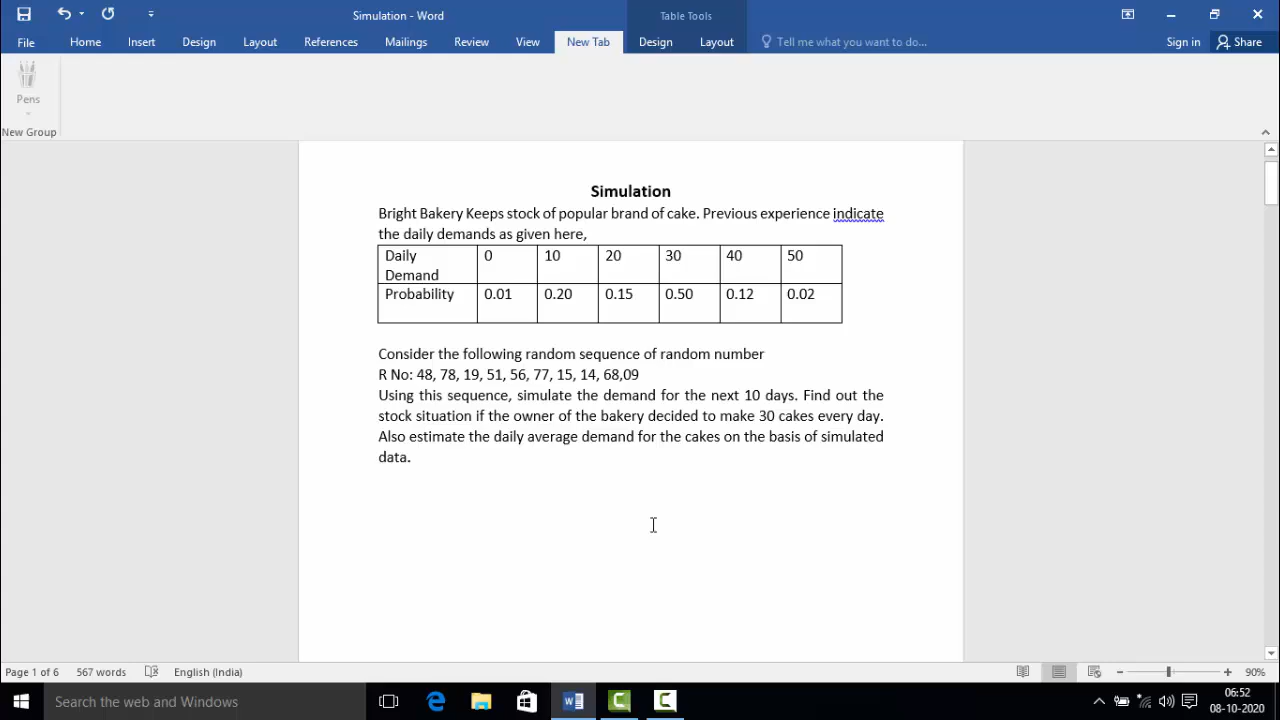 Simulation - Word
Table Tools
File Home Insert Design Layout References Mailings Review View New Tab Design Layout Tell me what you want to do... Sign in Share
Pens
New Group
Simulation
Bright Bakery Keeps stock of popular brand of cake. Previous experience indicate
the daily demands as given here,
Daily Demand 0 10 20 30 40 50
Probability 0.01 0.20 0.15 0.50 0.12 0.02
Consider the following random sequence of random number
R No: 48, 78, 19, 51, 56, 77, 15, 14, 68,09
Using this sequence, simulate the demand for the next 10 days. Find out the
stock situation if the owner of the bakery decided to make 30 cakes every day.
Also estimate the daily average demand for the cakes on the basis of simulated
data.
Page 1 of 6 567 words English (India) 90%
Search the web and Windows
06:52
08-10-2020